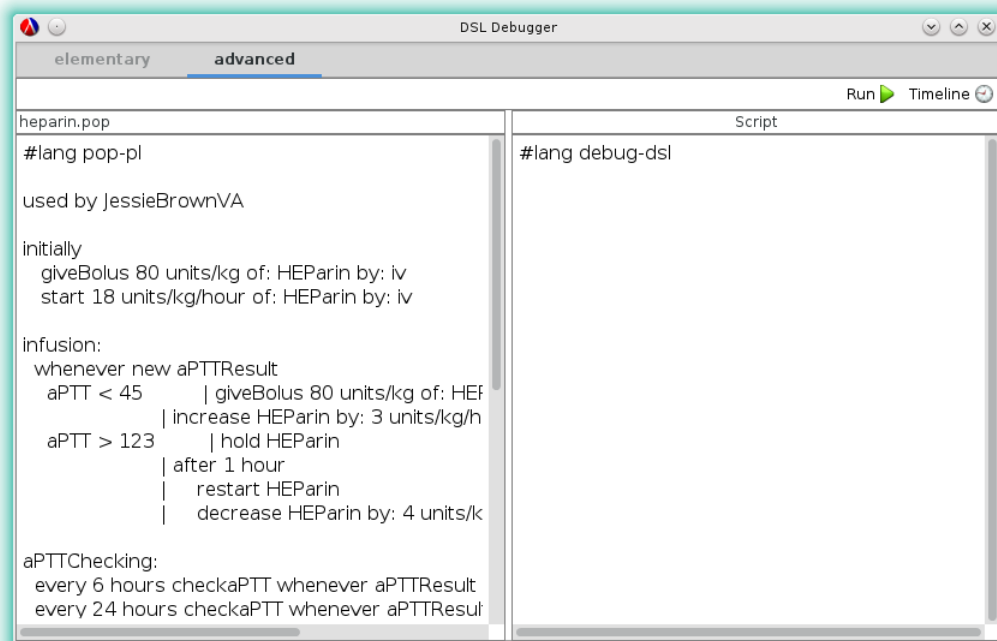 DSL Debugger
elementary advanced
Run Timeline
heparin.pop
#lang pop-pl
used by JessieBrownVA
initially
giveBolus 80 units/kg of: HEParin by: iv
start 18 units/kg/hour of: HEParin by: iv
infusion:
whenever new aPTTResult
aPTT < 45 | giveBolus 80 units/kg of:
| increase HEParin by: 3 units/kg/h
aPTT > 123 | hold HEParin
| after 1 hour
| restart HEParin
| decrease HEParin by: 4 units/k
aPTTChecking:
every 6 hours checkaPTT whenever aPTTResult
every 24 hours checkaPTT whenever
Script
#lang debug-dsl